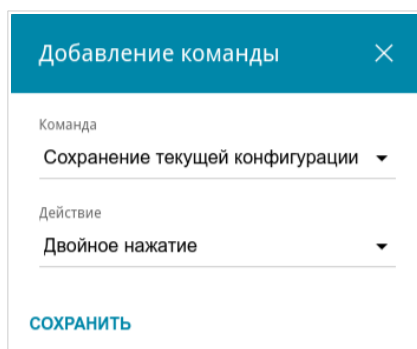 Добавление команды
Команда
Сохранение текущей конфигурации
Действие
Двойное нажатие
СОХРАНИТЬ